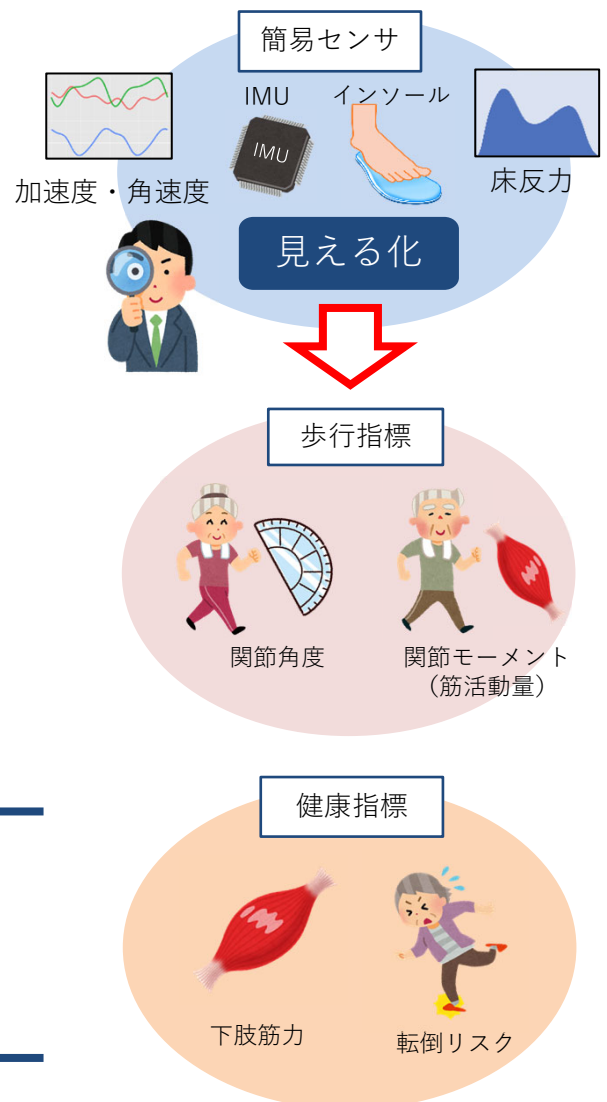 簡易センサ
IMU
インソール
IMU
加速度・角速度
床反力
見える化
歩行指標
関節角度
関節モーメント
（筋活動量）
健康指標
下肢筋力
転倒リスク